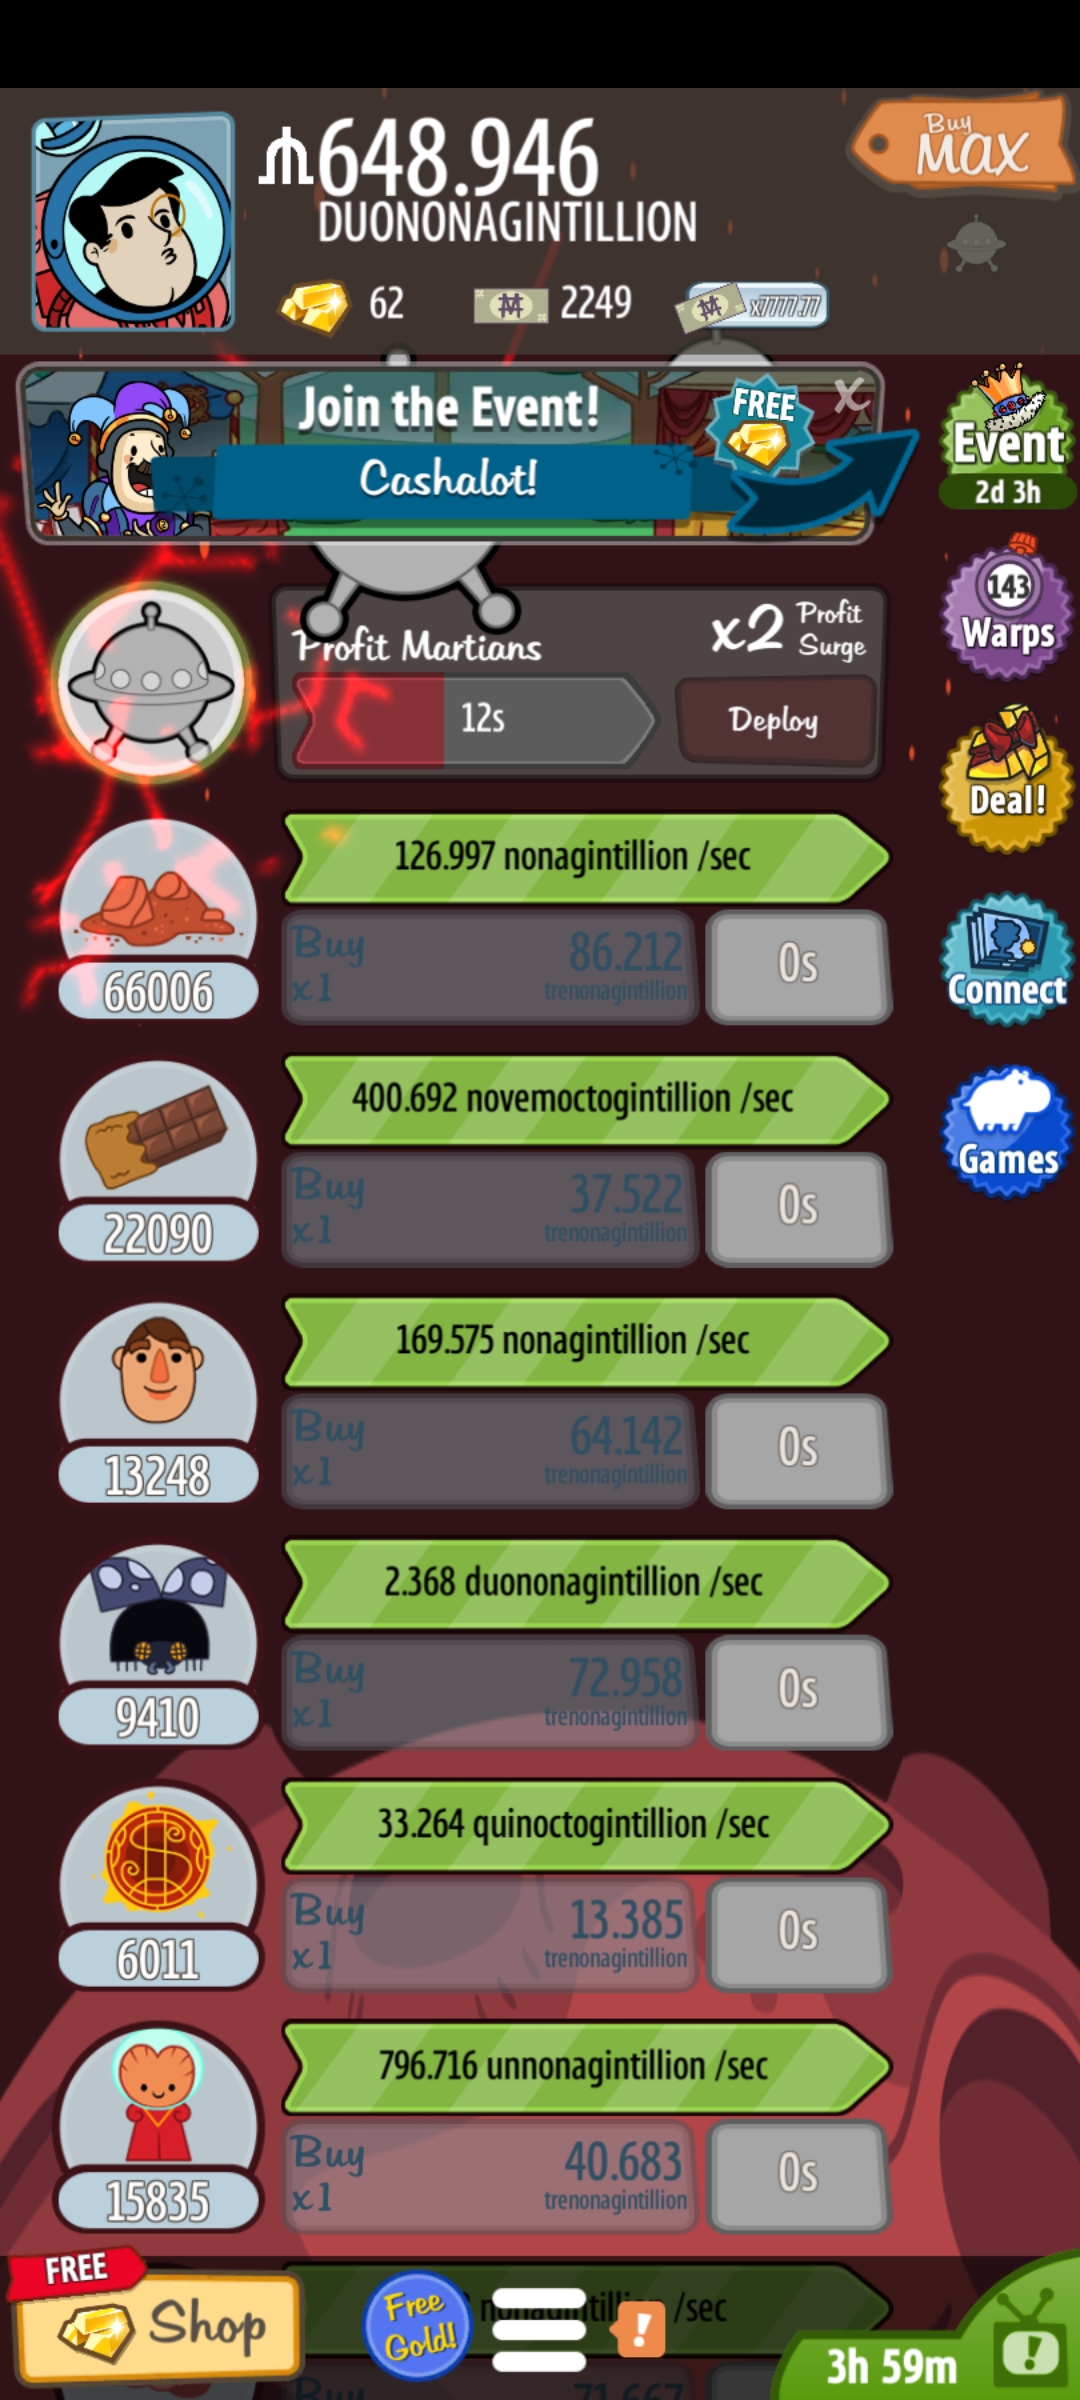 Buy
MAX
648.946
DUONONAGINTILLION
62
2249
x7777.77
Join the Event!
FREE
X
Cashalot!
Event
2d 3h
Profit Martians
x2 Profit Surge
12s
Deploy
143
Warps
Deal!
126.997 nonagintillion /sec
66006
Buy x1
86.212
trenonagintillion
0s
Connect
400.692 novemoctogintillion /sec
22090
Buy x1
37.522
trenonagintillion
0s
Games
169.575 nonagintillion /sec
13248
Buy x1
64.142
trenonagintillion
0s
2.368 duononagintillion /sec
9410
Buy x1
72.958
trenonagintillion
0s
33.264 quinoctogintillion /sec
6011
Buy x1
13.385
trenonagintillion
0s
796.716 unnonagintillion /sec
15835
Buy x1
40.683
trenonagintillion
0s
FREE
Shop
Free Gold!
/sec
!
3h 59m
!
Buy